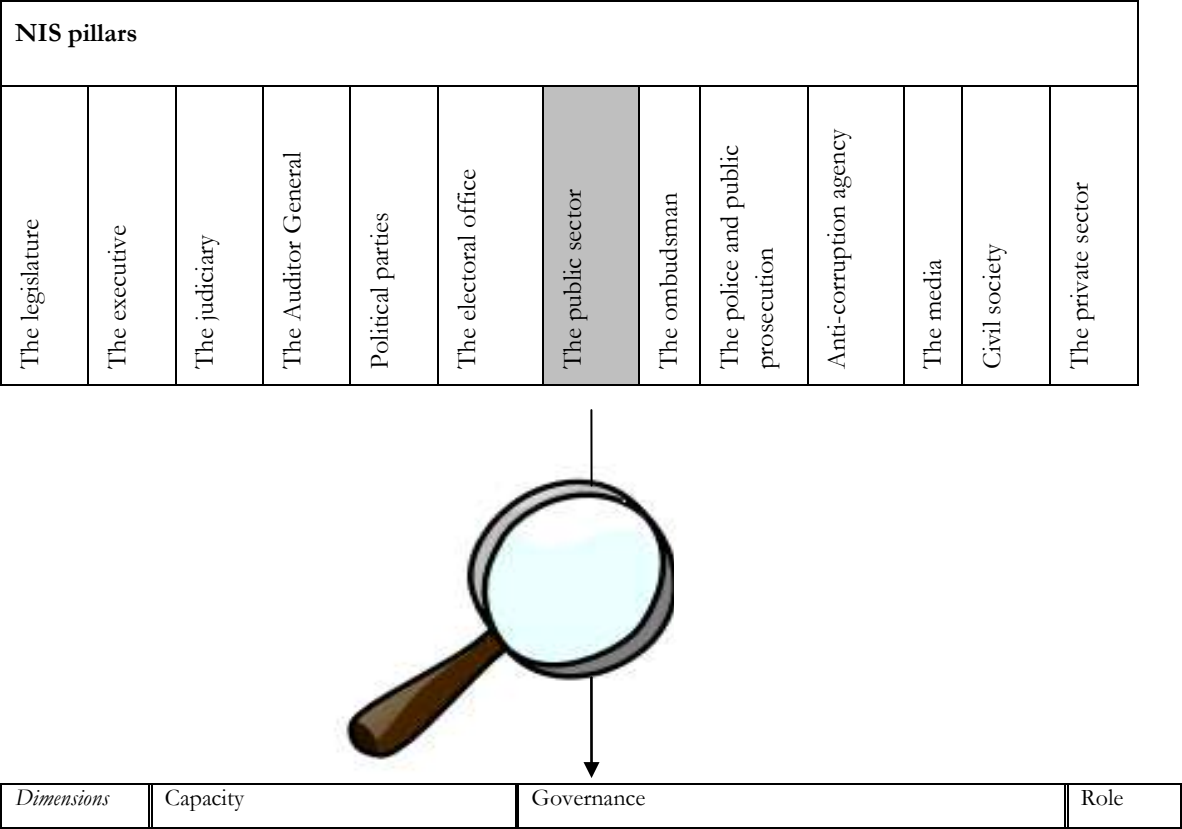 NIS pillars
The legislature
The executive
The judiciary
The Auditor General
Political parties
The electoral office
The public sector
The ombudsman
The police and public
prosecution
Anti-corruption agency
The media
Civil society
The private sector
Dimensions
Capacity
Governance
Role